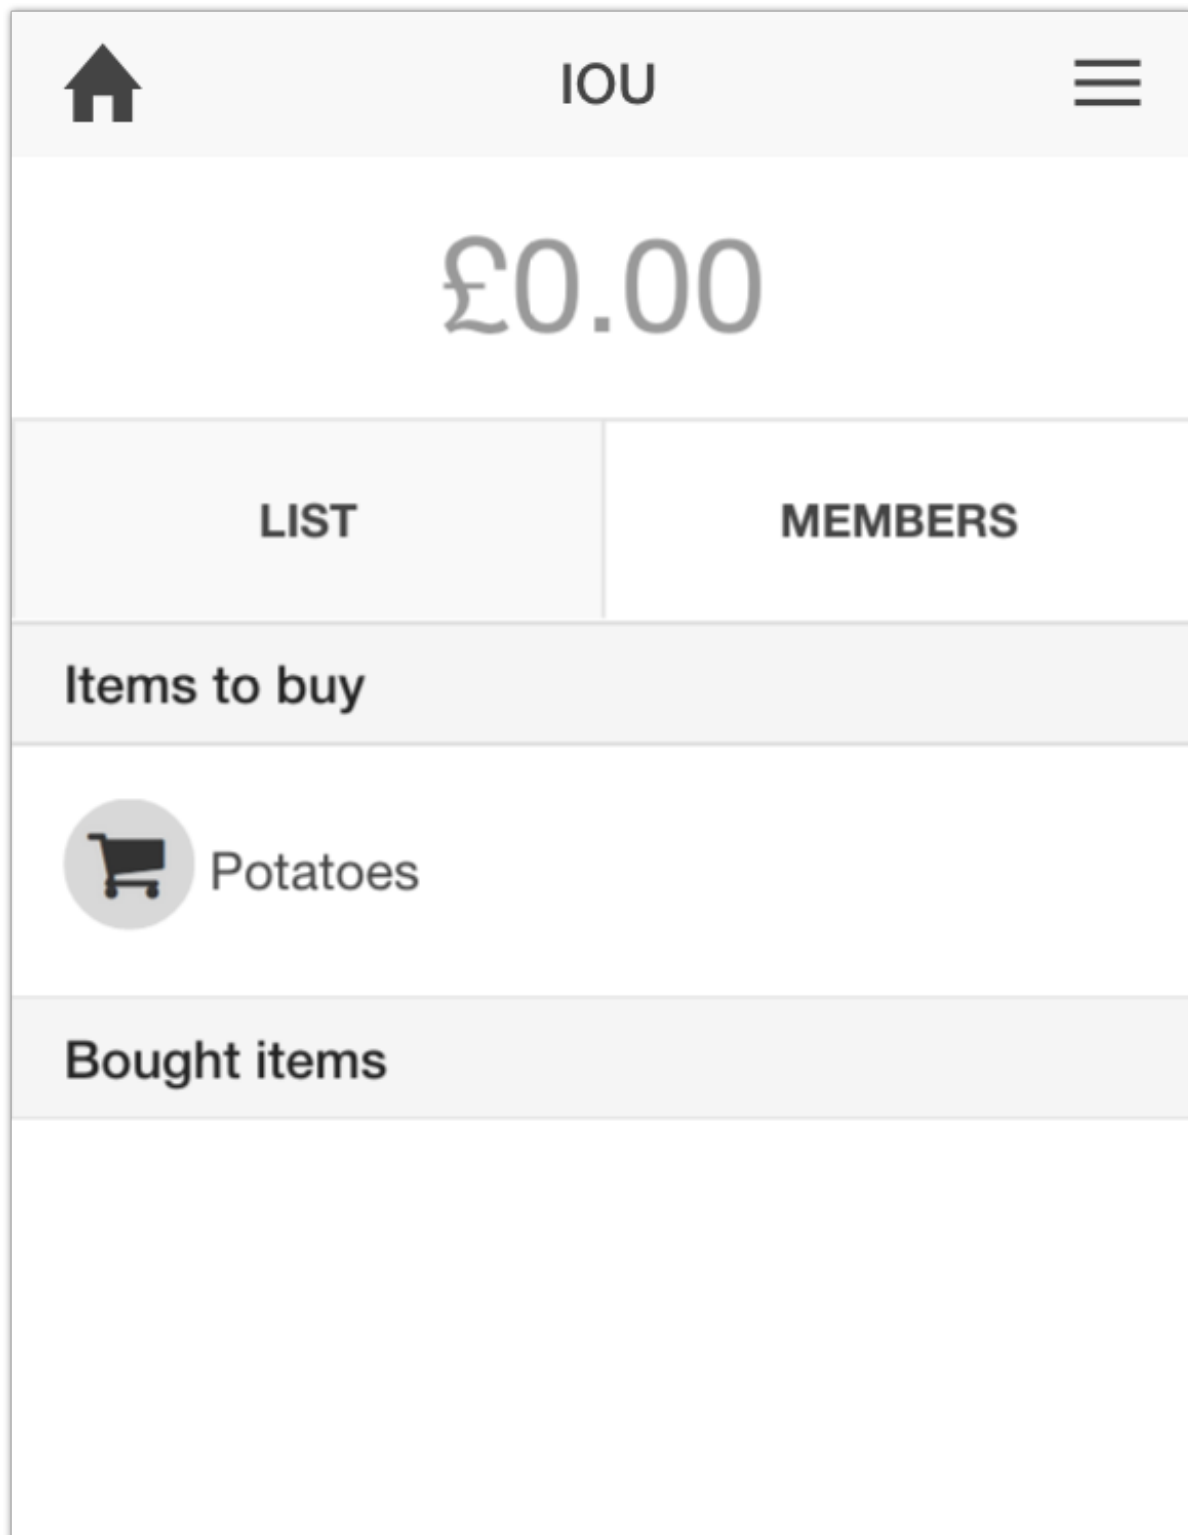 IOU
£0.00
LIST
MEMBERS
Items to buy
Potatoes
Bought items